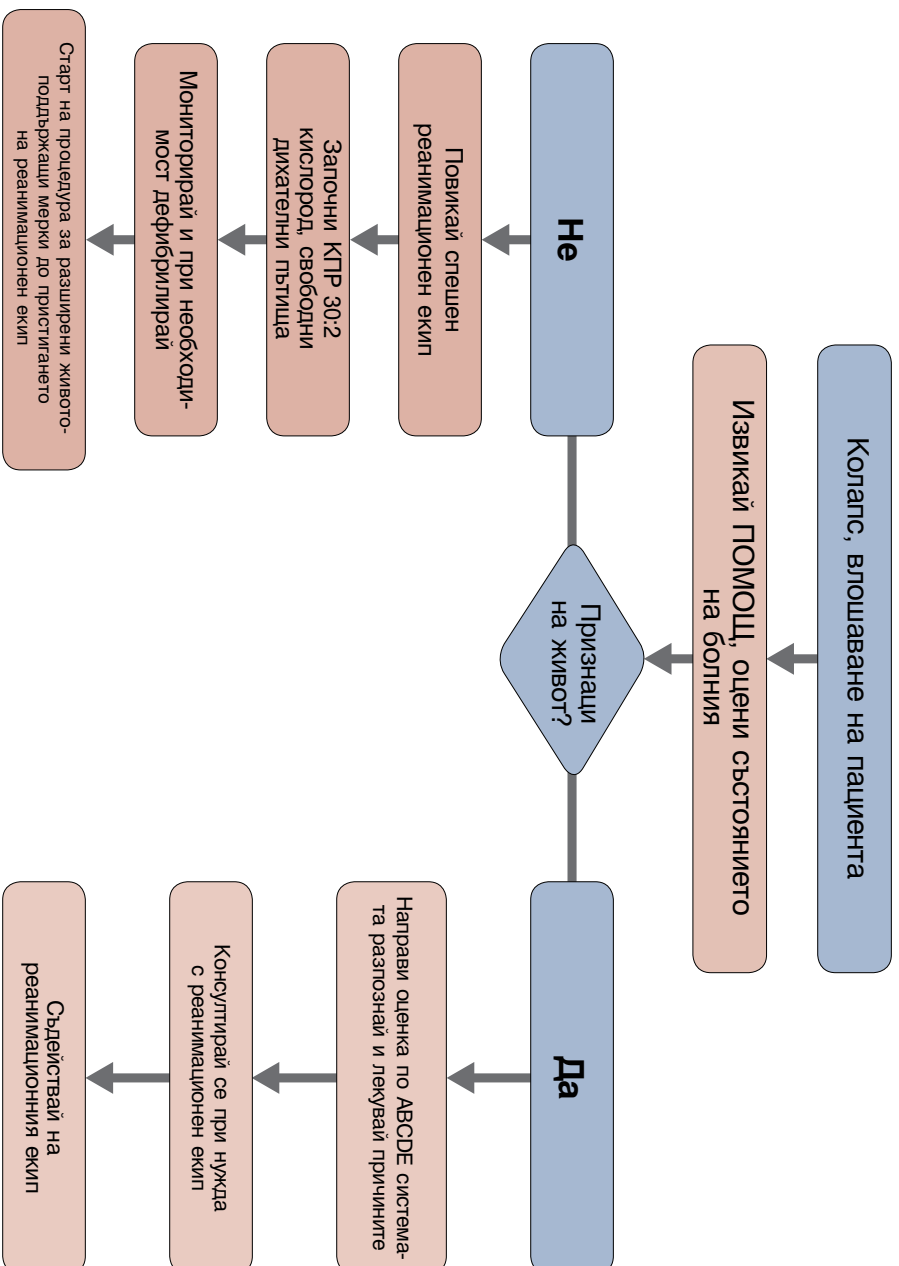 Колапс, влошаване на пациента
Извикай ПОМОЩ, оцени състоянието
на болния
Признаци
на живот?
Не
Повикай спешен
реанимационен екип
Започни КПР 30:2
кислород, свободни
дихателни пътища
Мониторирай и при необходи-
мост дефибрилирай
Старт на процедура за разширени живото-
поддържащи мерки до пристигането
на реанимационен екип
Да
Направи оценка по ABCDE система-
та разпознай и лекувай причините
Консултирай се при нужда
с реанимационен екип
Съдействай на
реанимационния екип